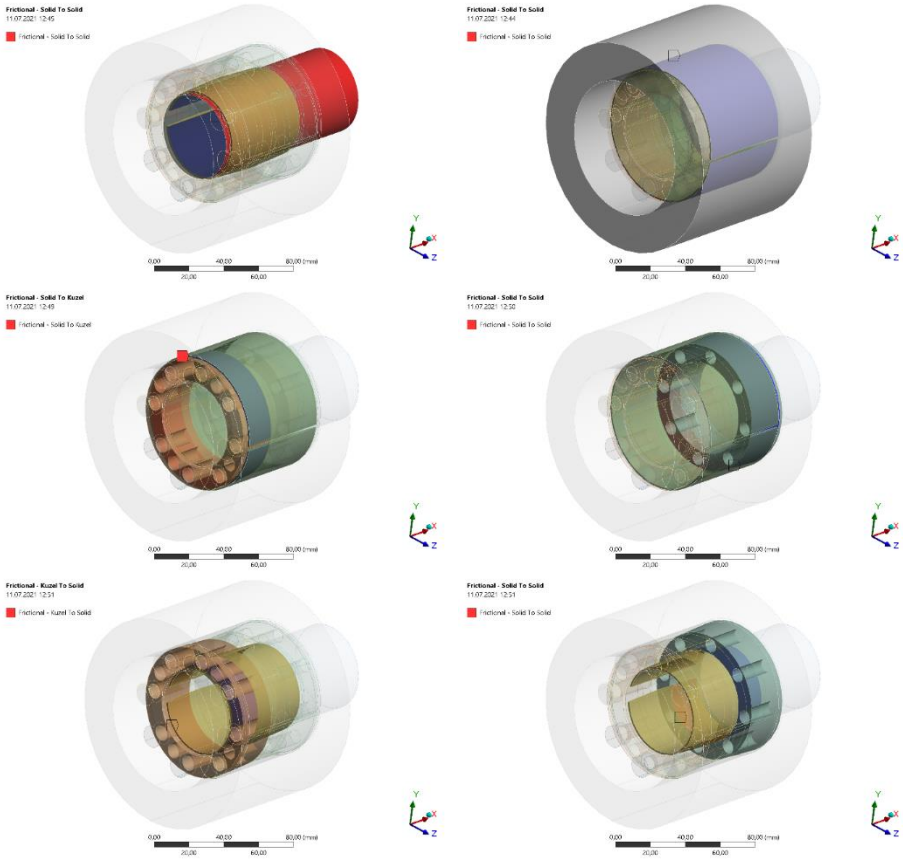 Frictional - Solid To Solid
11.07.2021 12:45
Frictional - Solid To Solid
Y
X
Z
0,00
20,00
40,00
60,00
80,00 (mm)
Frictional - Solid To Solid
11.07.2021 12:44
Frictional - Solid To Solid
Y
X
Z
0,00
20,00
40,00
60,00
80,00 (mm)
Frictional - Solid To Kuzel
11.07.2021 12:49
Frictional - Solid To Kuzel
Y
X
Z
0,00
20,00
40,00
60,00
80,00 (mm)
Frictional - Solid To Solid
11.07.2021 12:50
Frictional - Solid To Solid
Y
X
Z
0,00
20,00
40,00
60,00
80,00 (mm)
Frictional - Kuzel To Solid
11.07.2021 12:51
Frictional - Kuzel To Solid
Y
X
Z
0,00
20,00
40,00
60,00
80,00 (mm)
Frictional - Solid To Solid
11.07.2021 12:51
Frictional - Solid To Solid
Y
X
Z
0,00
20,00
40,00
60,00
80,00 (mm)